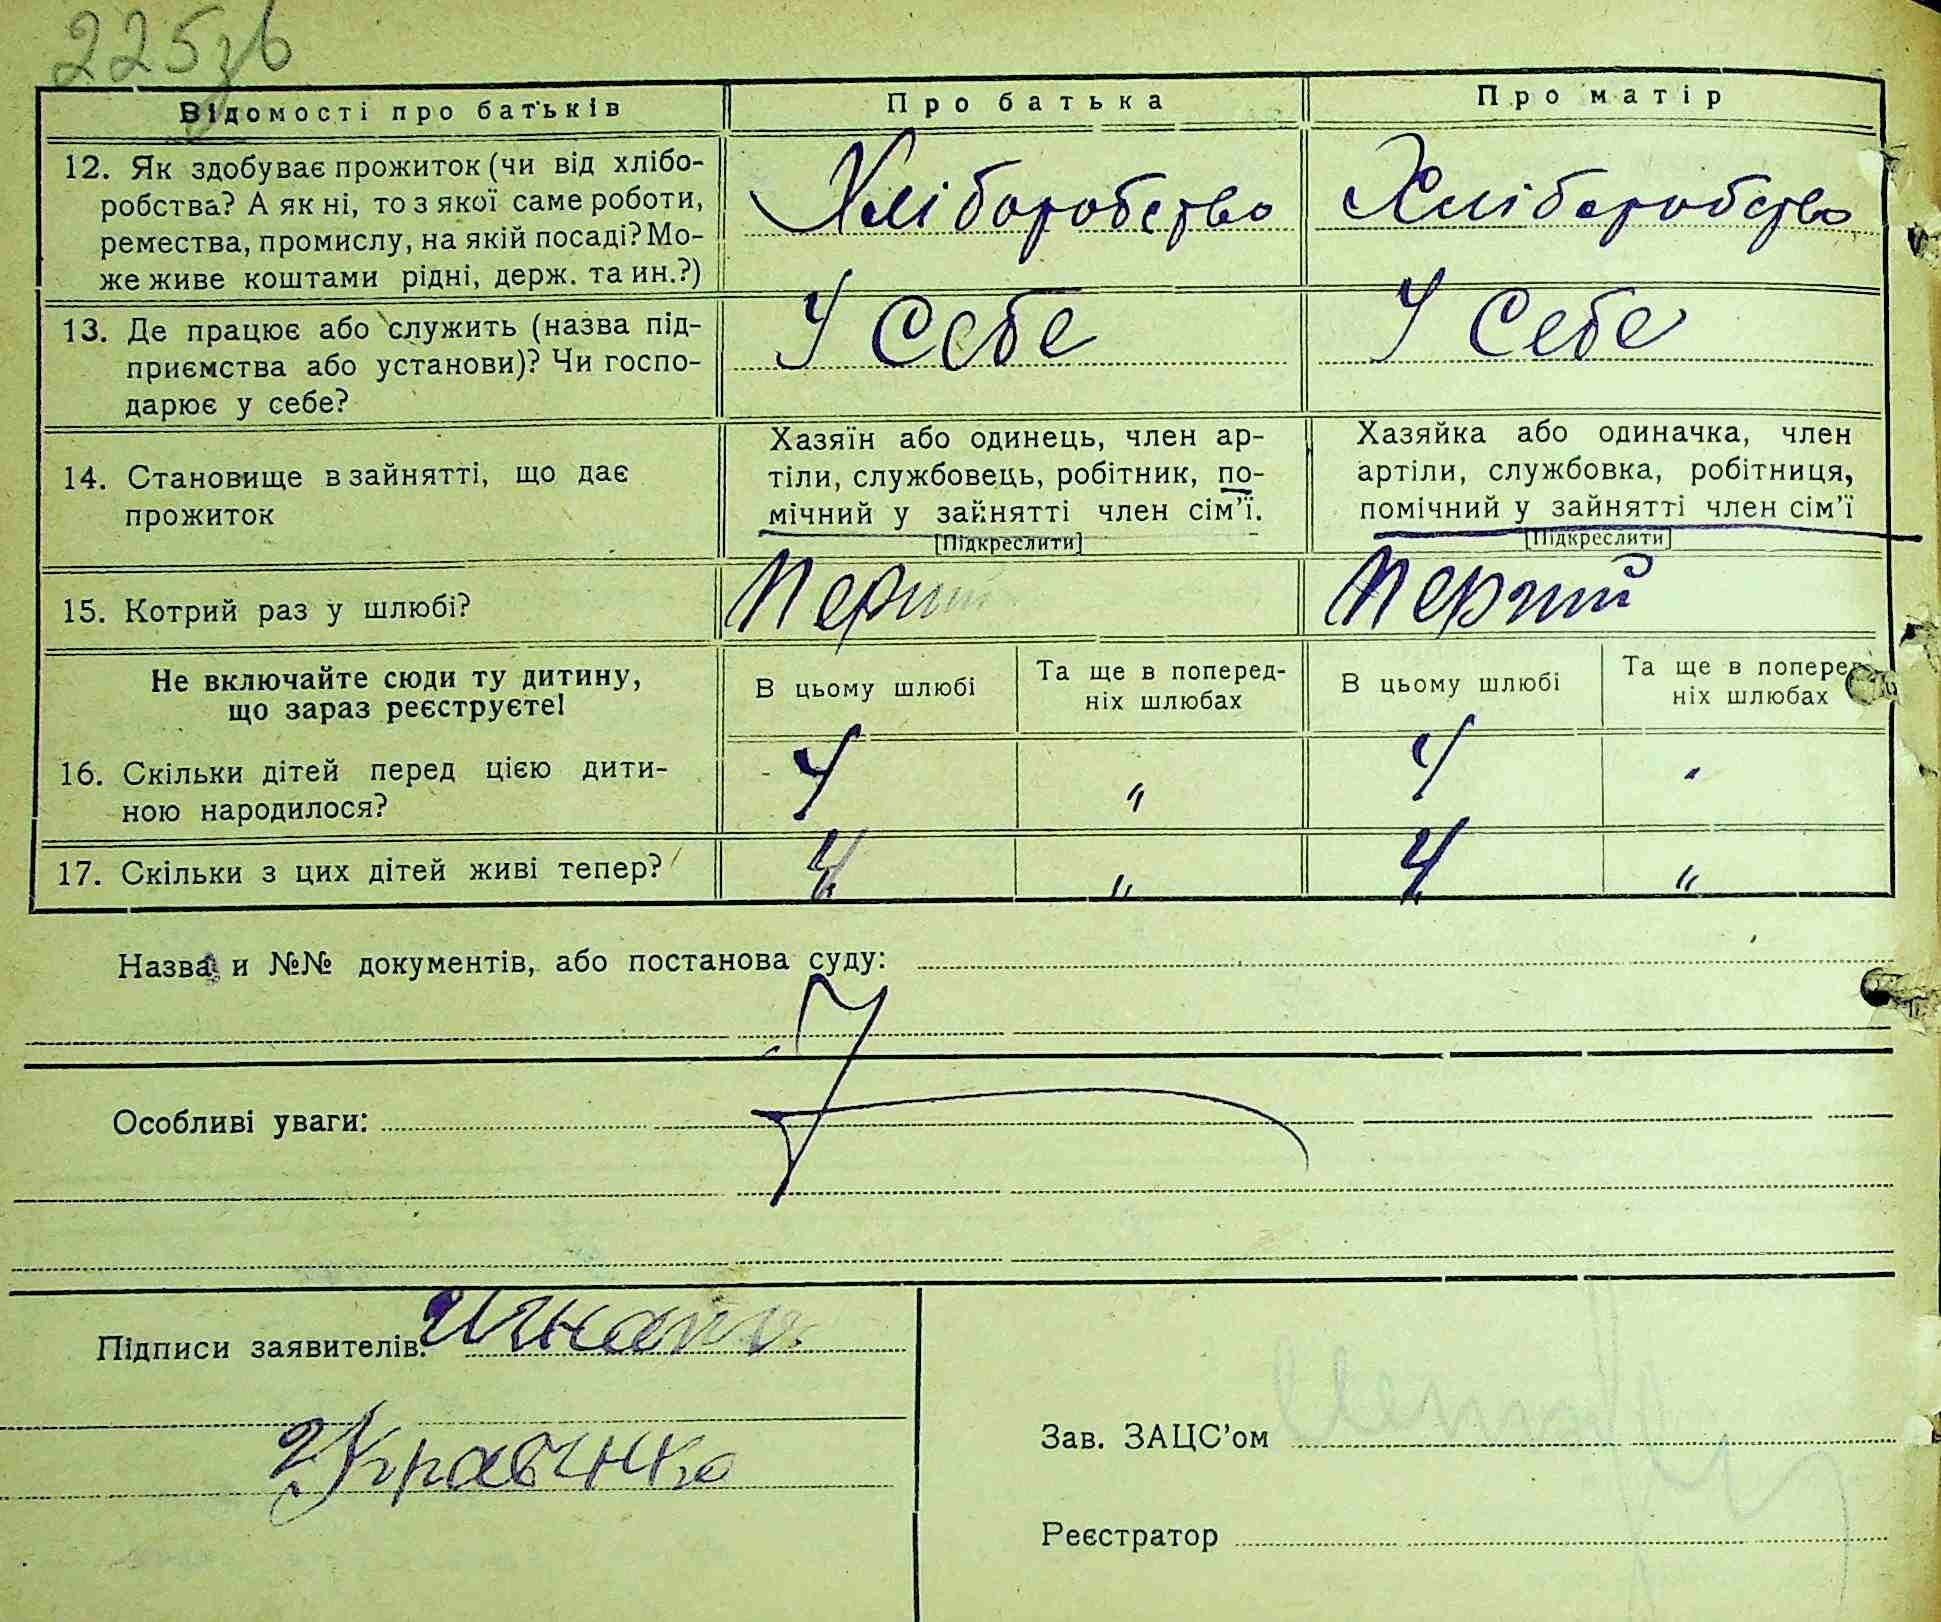 225зв
Відомості про батьків
Про батька
Про матір
12. Як здобуває прожиток (чи від хлібо-
робства? А як ні, то з якої саме роботи,
ремества, промислу, на якій посаді? Мо-
же живе коштами рідні, держ. та ин.?)
Хліборобство
Хліборобство
13. Де працює або служить (назва під-
приємства або установи)? Чи госпо-
дарює у себе?
У себе
У себе
14. Становище в зайнятті, що дає
прожиток
Хазяїн або одинець, член ар-
тіли, службовець, робітник, по-
мічний у зайнятті член сім'ї.
[Підкреслити]
Хазяйка або одиначка, член
артіли, службовка, робітниця,
помічний у зайнятті член сім'ї
[Підкреслити]
15. Котрий раз у шлюбі?
Перший
Перший
Не включайте сюди ту дитину,
що зараз реєструєте!
В цьому шлюбі
Та ще в поперед-
ніх шлюбах
В цьому шлюбі
Та ще в поперед-
ніх шлюбах
16. Скільки дітей перед цією дити-
ною народилося?
4
"
4
"
17. Скільки з цих дітей живі тепер?
4
"
4
"
Назва и №№ документів, або постанова суду:
Особливі уваги:
Підписи заявителів:
Кравчнко
Зав. ЗАЦС'ом
Реєстратор